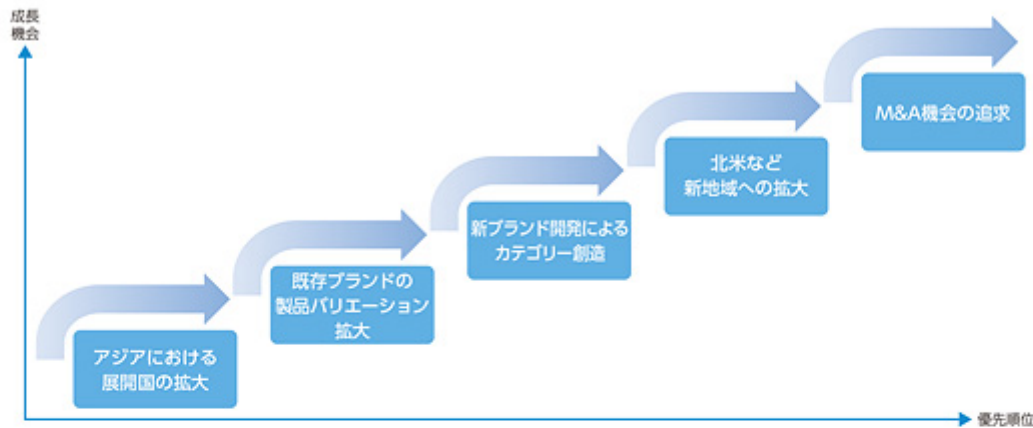 成長
機会
アジアにおける
展開国の拡大
既存ブランドの
製品バリエーション
拡大
新ブランド開発による
カテゴリー創造
北米など
新地域への拡大
M&A機会の追求
優先順位